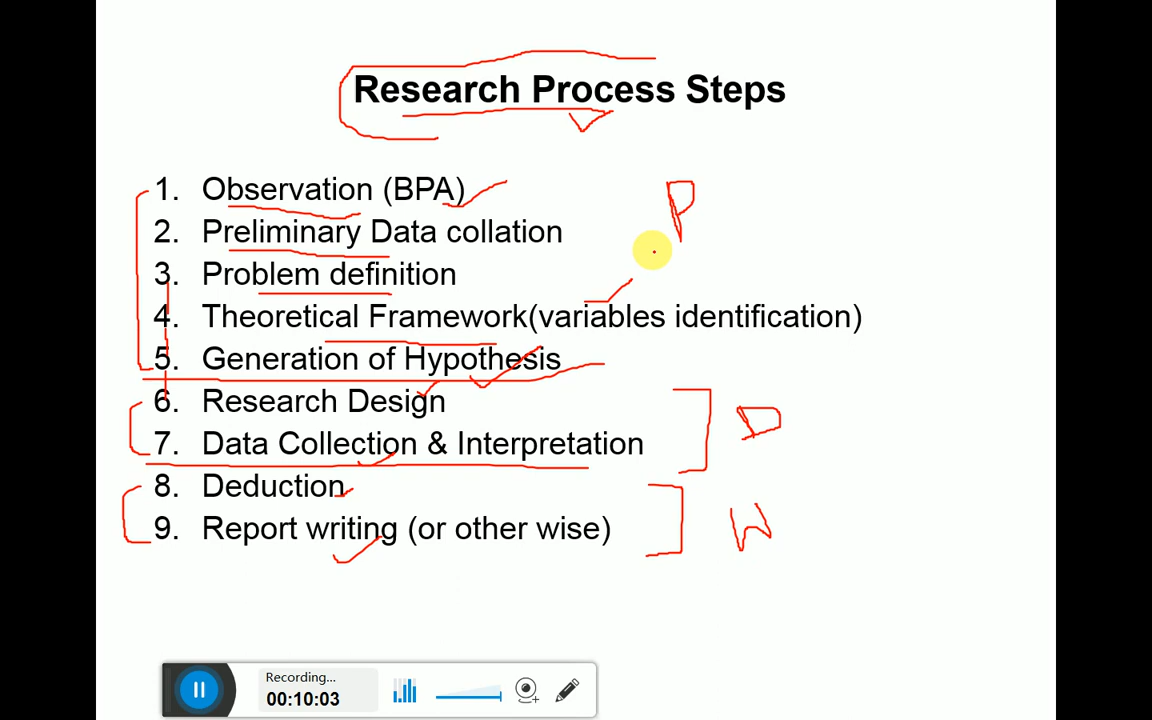 Research Process Steps
1. Observation (BPA)
P
2. Preliminary Data collation
3. Problem definition
4. Theoretical Framework(variables identification)
5. Generation of Hypothesis
6. Research Design
D
7. Data Collection & Interpretation
8. Deduction
9. Report writing (or other wise)
W
Recording...
00:10:03